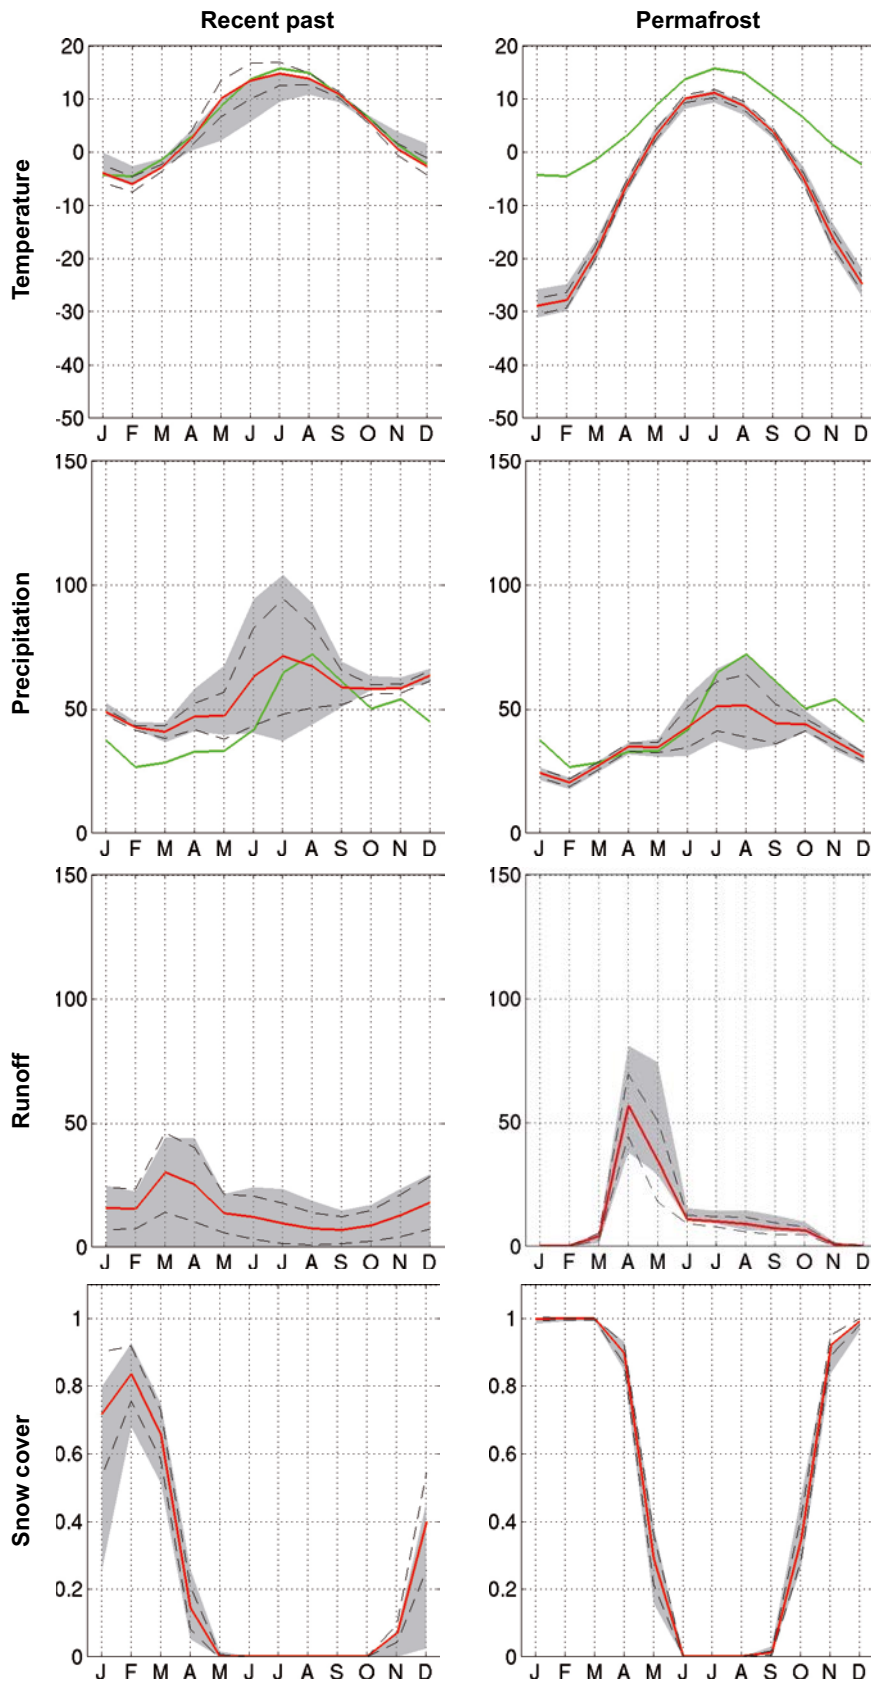 Recent past Permafrost
Temperature
20 20
10 10
0 0
-10 -10
-20 -20
-30 -30
-40 -40
-50 -50
J F M A M J J A S O N D J F M A M J J A S O N D
Precipitation
150 150
100 100
50 50
0 0
J F M A M J J A S O N D J F M A M J J A S O N D
Runoff
150 150
100 100
50 50
0 0
J F M A M J J A S O N D J F M A M J J A S O N D
Snow cover
1 1
0.8 0.8
0.6 0.6
0.4 0.4
0.2 0.2
0 0
J F M A M J J A S O N D J F M A M J J A S O N D